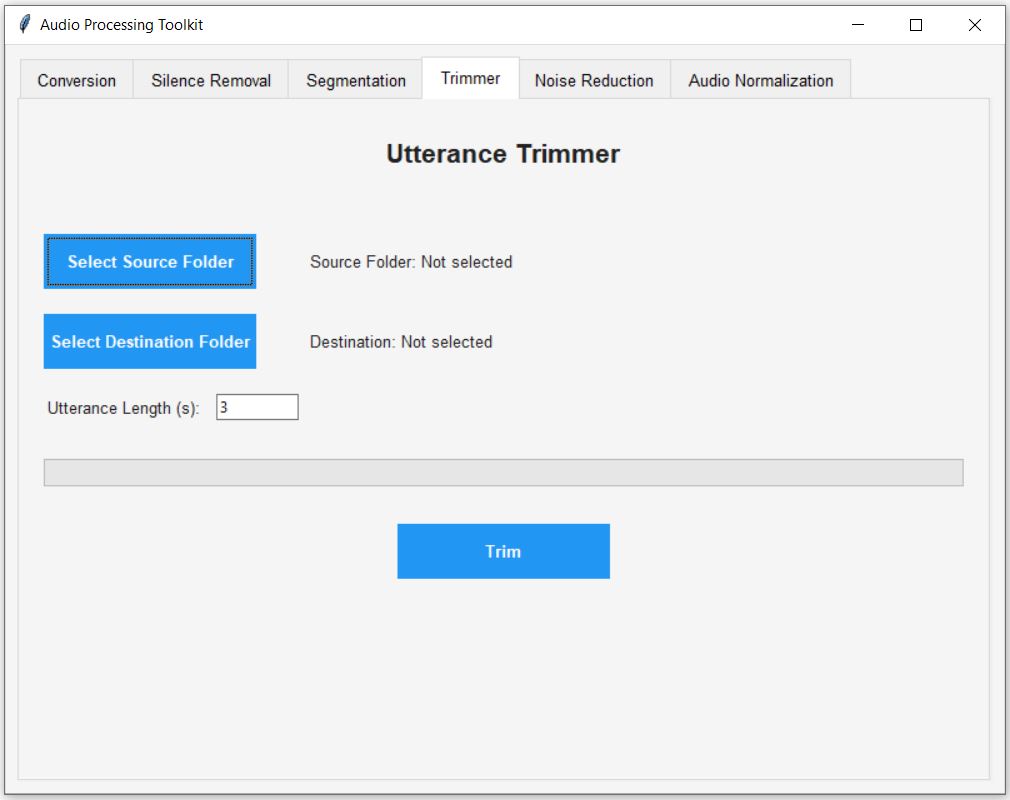 Audio Processing Toolkit
Conversion Silence Removal Segmentation Trimmer Noise Reduction Audio Normalization
Utterance Trimmer
Select Source Folder Source Folder: Not selected
Select Destination Folder Destination: Not selected
Utterance Length (s): 3
Trim